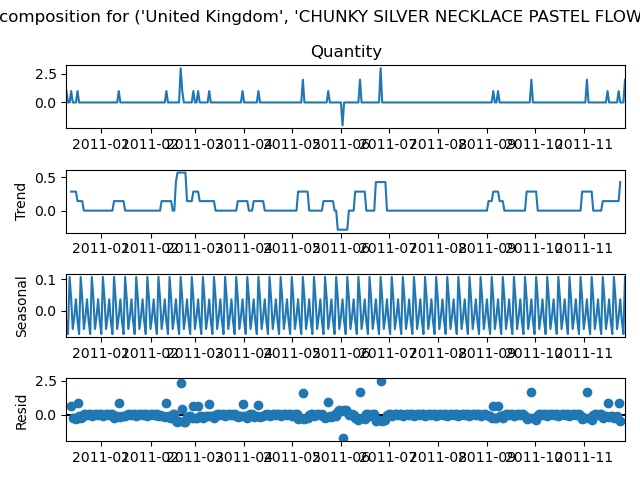 composition for ('United Kingdom', 'CHUNKY SILVER NECKLACE PASTEL FLOW
Quantity
2.5
0.0
2011-01 2011-02 2011-03 2011-04 2011-05 2011-06 2011-07 2011-08 2011-09 2011-10 2011-11
Trend
0.5
0.0
2011-01 2011-02 2011-03 2011-04 2011-05 2011-06 2011-07 2011-08 2011-09 2011-10 2011-11
Seasonal
0.1
0.0
2011-01 2011-02 2011-03 2011-04 2011-05 2011-06 2011-07 2011-08 2011-09 2011-10 2011-11
Resid
2.5
0.0
2011-01 2011-02 2011-03 2011-04 2011-05 2011-06 2011-07 2011-08 2011-09 2011-10 2011-11